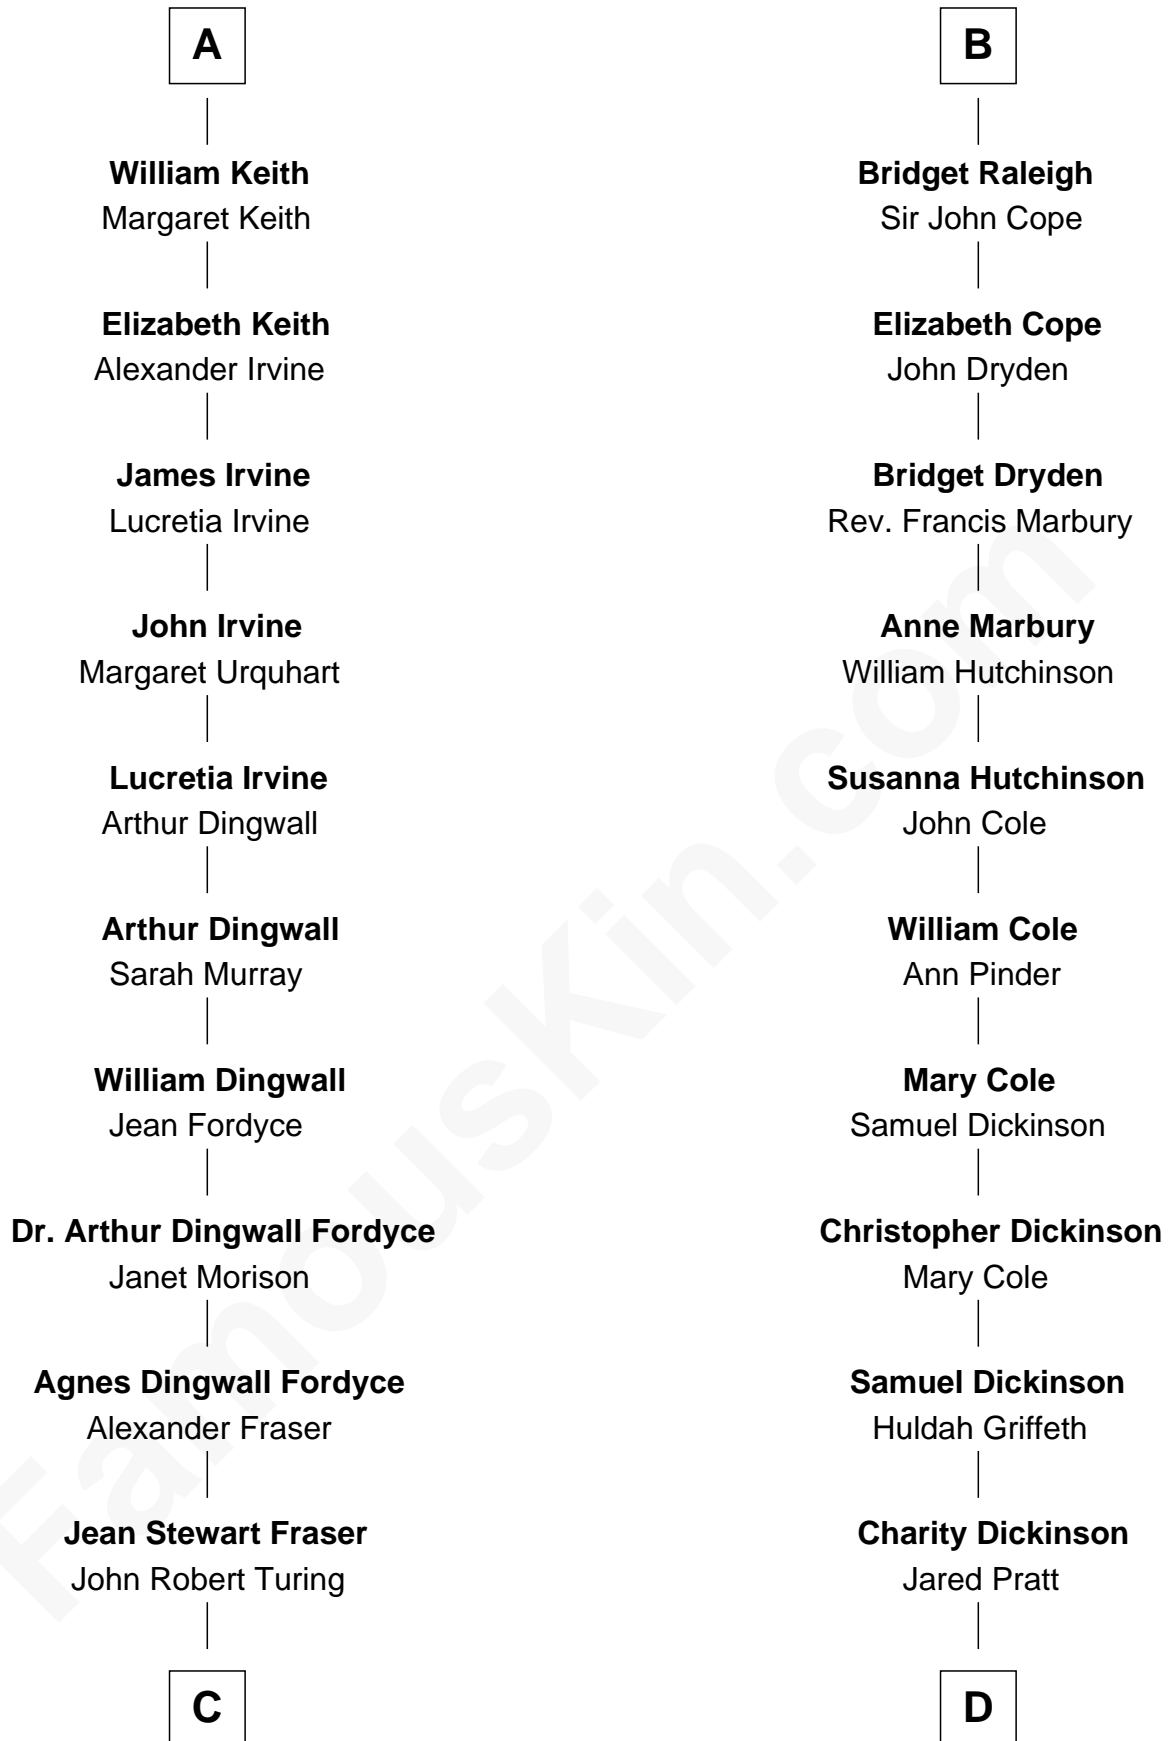 A
William Keith
Margaret Keith
Elizabeth Keith
Alexander Irvine
James Irvine
Lucretia Irvine
John Irvine
Margaret Urquhart
Lucretia Irvine
Arthur Dingwall
Arthur Dingwall
Sarah Murray
William Dingwall
Jean Fordyce
Dr. Arthur Dingwall Fordyce
Janet Morison
Agnes Dingwall Fordyce
Alexander Fraser
Jean Stewart Fraser
John Robert Turing
C
B
Bridget Raleigh
Sir John Cope
Elizabeth Cope
John Dryden
Bridget Dryden
Rev. Francis Marbury
Anne Marbury
William Hutchinson
Susanna Hutchinson
John Cole
William Cole
Ann Pinder
Mary Cole
Samuel Dickinson
Christopher Dickinson
Mary Cole
Samuel Dickinson
Huldah Griffeth
Charity Dickinson
Jared Pratt
D
FamousKin.com